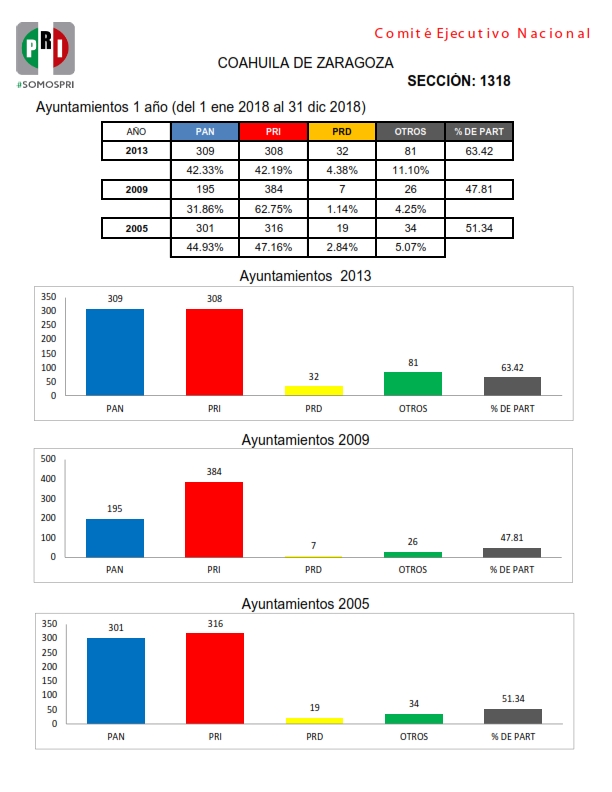 Comité Ejecutivo Nacional
PRI
#SOMOSPRI
COAHUILA DE ZARAGOZA
SECCIÓN: 1318
Ayuntamientos 1 año (del 1 ene 2018 al 31 dic 2018)
AÑO PAN PRI PRD OTROS % DE PART
2013 309 308 32 81 63.42
42.33% 42.19% 4.38% 11.10%
2009 195 384 7 26 47.81
31.86% 62.75% 1.14% 4.25%
2005 301 316 19 34 51.34
44.93% 47.16% 2.84% 5.07%
Ayuntamientos 2013
350
300
250
200
150
100
50
0
309 308 32 81 63.42
PAN PRI PRD OTROS % DE PART
Ayuntamientos 2009
500
400
300
200
100
0
195 384 7 26 47.81
PAN PRI PRD OTROS % DE PART
Ayuntamientos 2005
350
300
250
200
150
100
50
0
301 316 19 34 51.34
PAN PRI PRD OTROS % DE PART